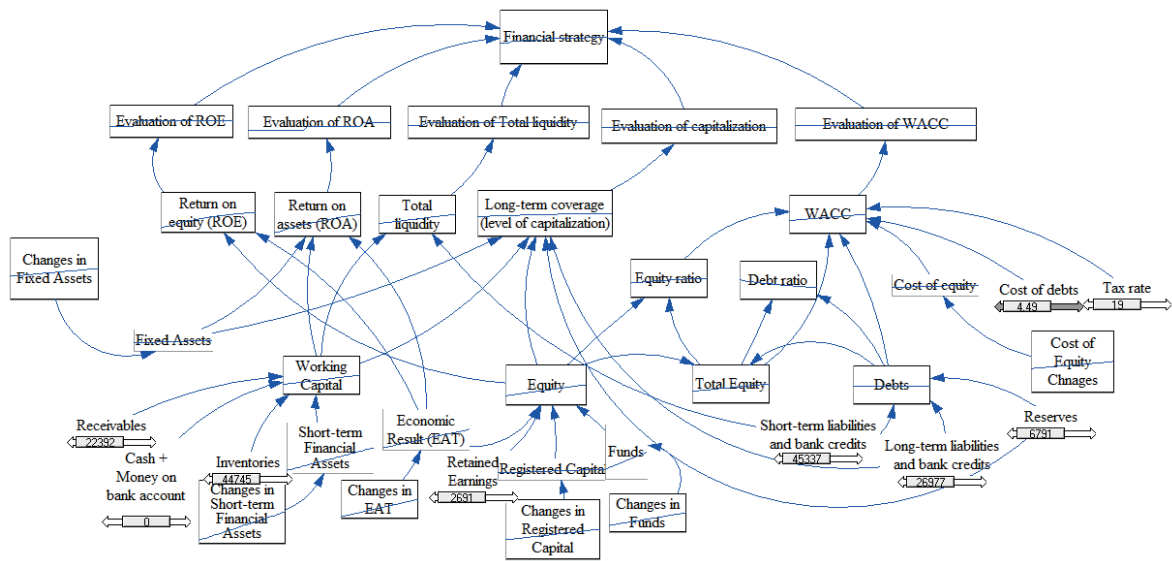 Financial strategy
Evaluation of ROE
Evaluation of ROA
Evaluation of Total liquidity
Evaluation of capitalization
Evaluation of WACC
Return on
equity (ROE)
Return on
assets (ROA)
Total
liquidity
Long-term coverage
(level of capitalization)
WACC
Changes in
Fixed Assets
Equity ratio
Debt ratio
Cost of equity
Cost of debts
4.49
Tax rate
19
Fixed Assets
Working
Capital
Equity
Total Equity
Debts
Cost of
Equity
Chnages
Receivables
22392
Cash +
Money on
bank account
0
Inventories
44745
Short-term
Financial
Assets
Changes in
Short-term
Financial
Assets
Economic
Result (EAT)
Changes in
EAT
Retained
Earnings
2691
Registered Capital
Changes in
Registered
Capital
Funds
Changes in
Funds
Short-term liabilities
and bank credits
45337
Long-term liabilities
and bank credits
26977
Reserves
6791